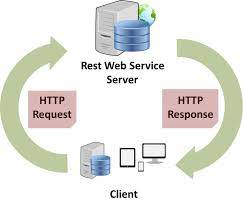 Rest Web Service
Server
HTTP
Request
HTTP
Response
Client